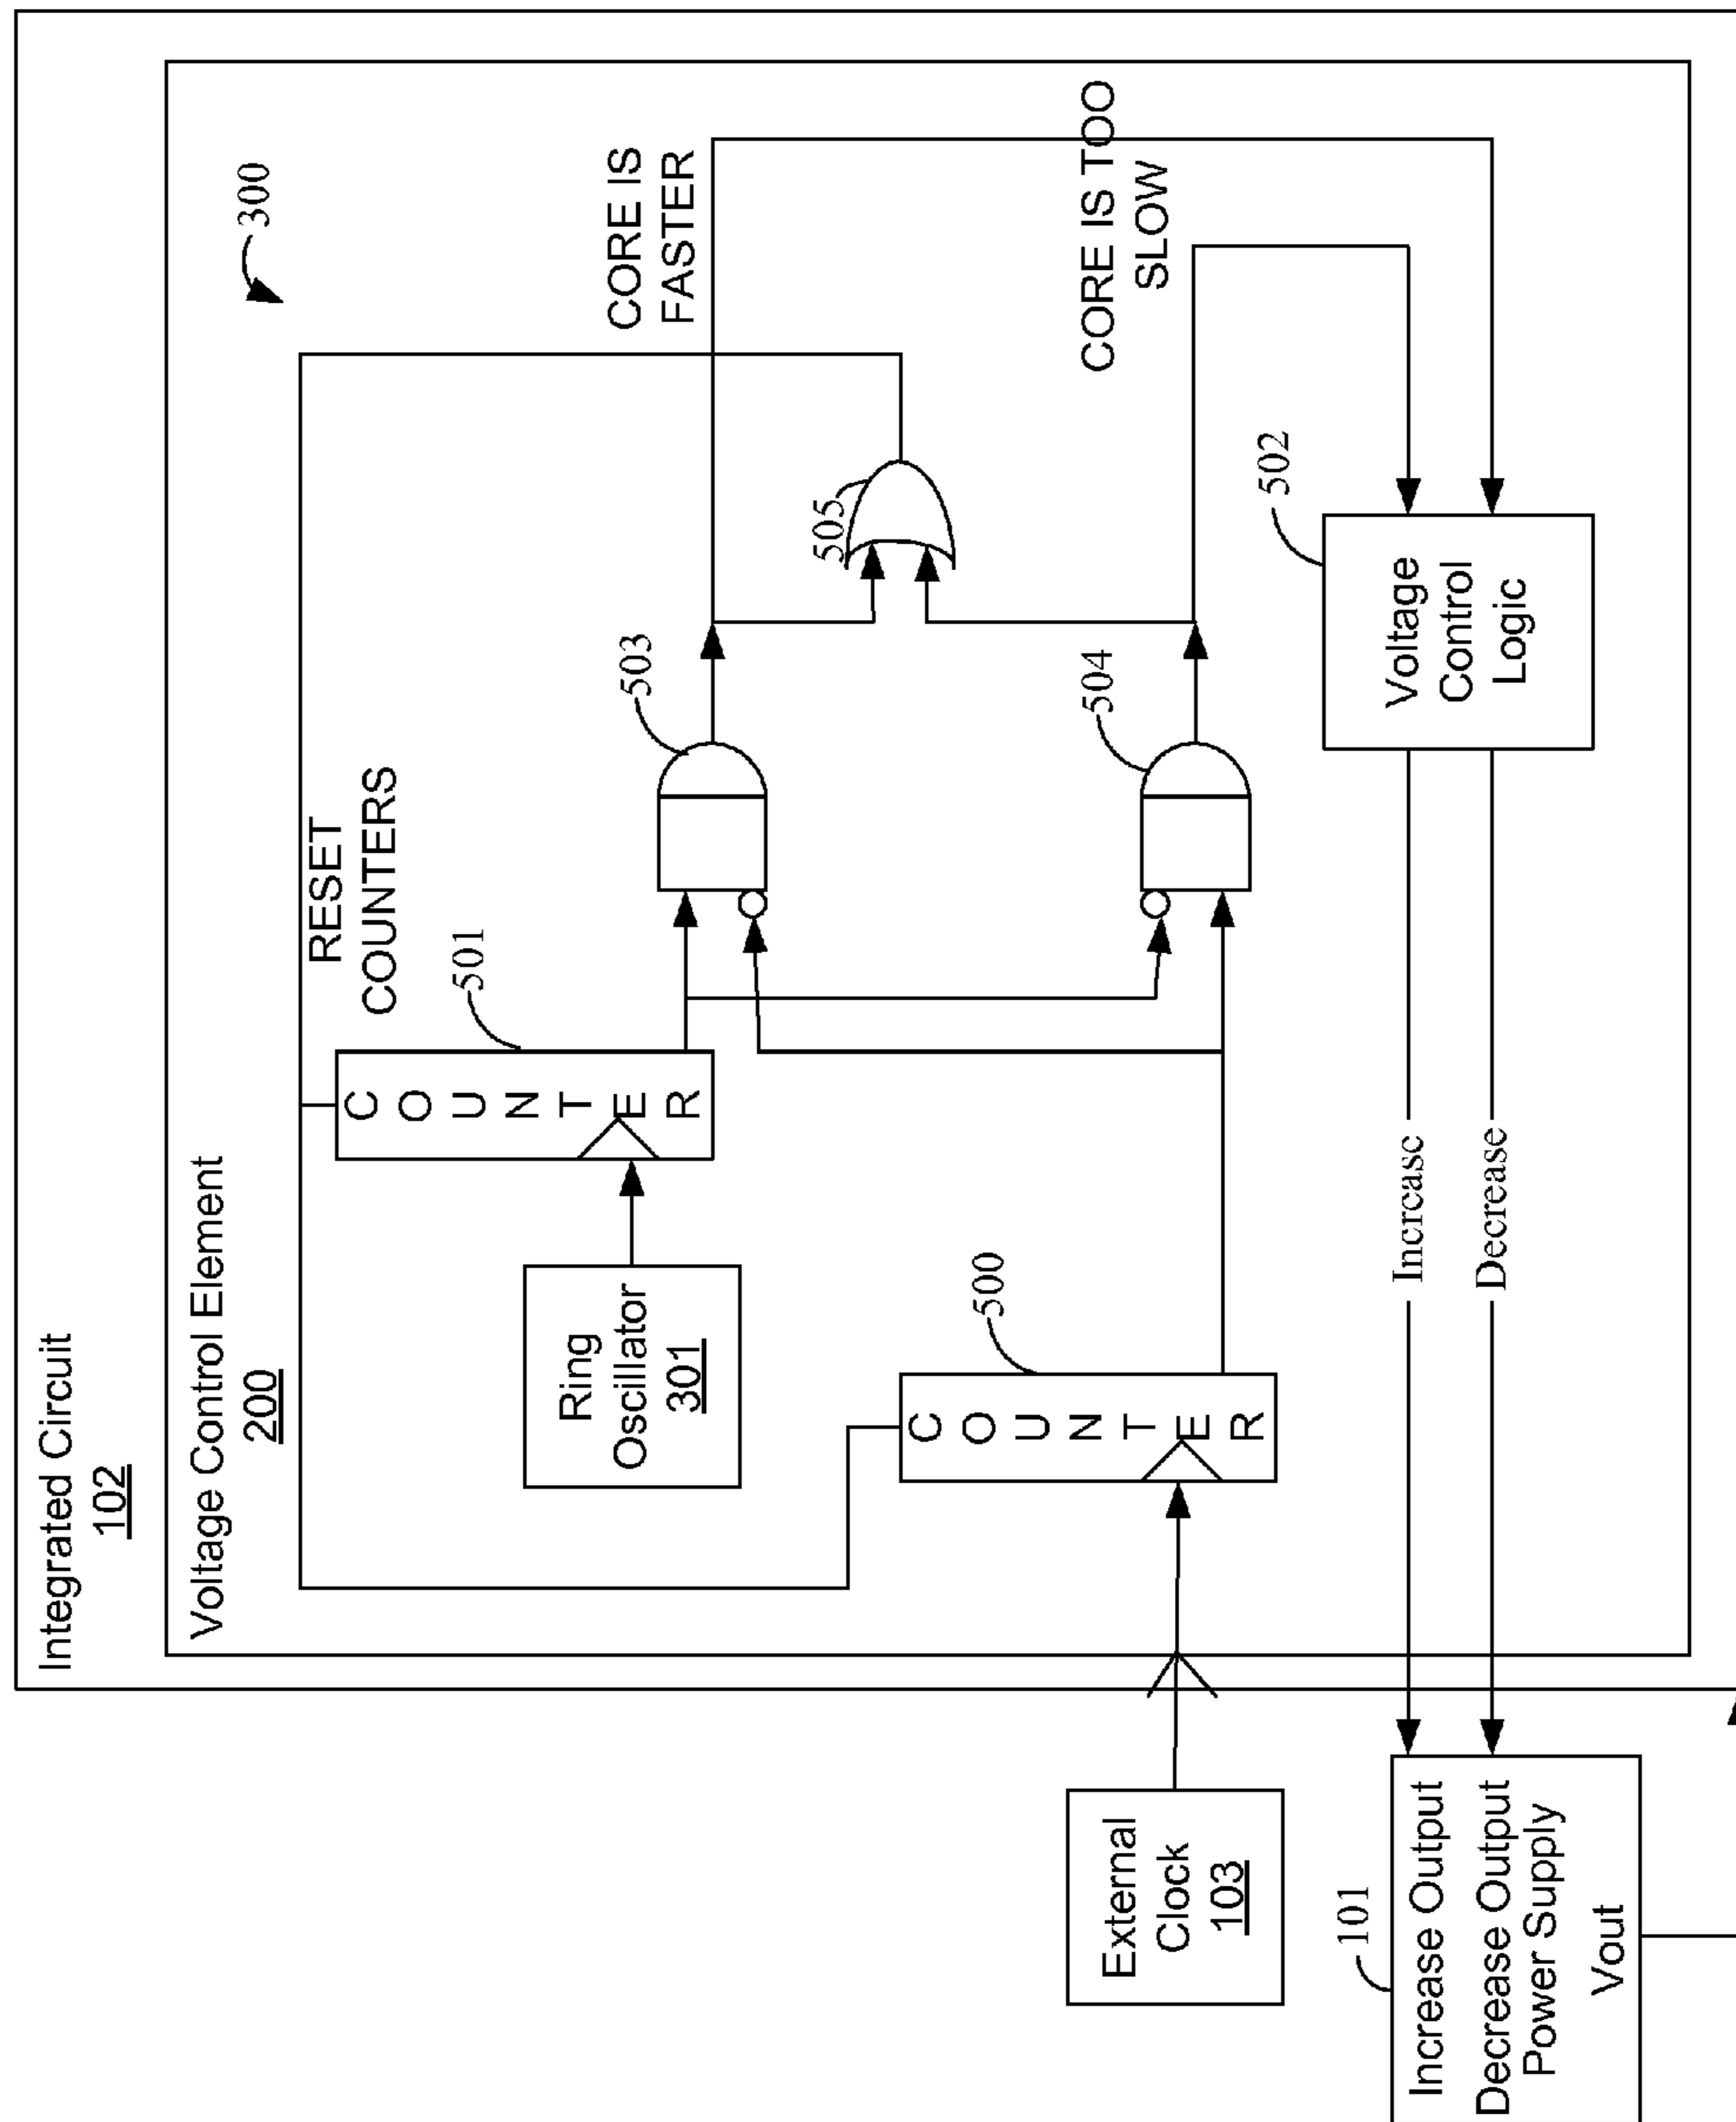 Integrated Circuit
102
Voltage Control Element
200
300
RESET
COUNTERS
501
COUNTER
Ring
Oscillator
301
503
505
CORE IS
FASTER
500
COUNTER
504
CORE IS TOO
SLOW
External
Clock
103
502
Voltage
Control
Logic
Increase
Decrease
101
Increase Output
Decrease Output
Power Supply
Vout